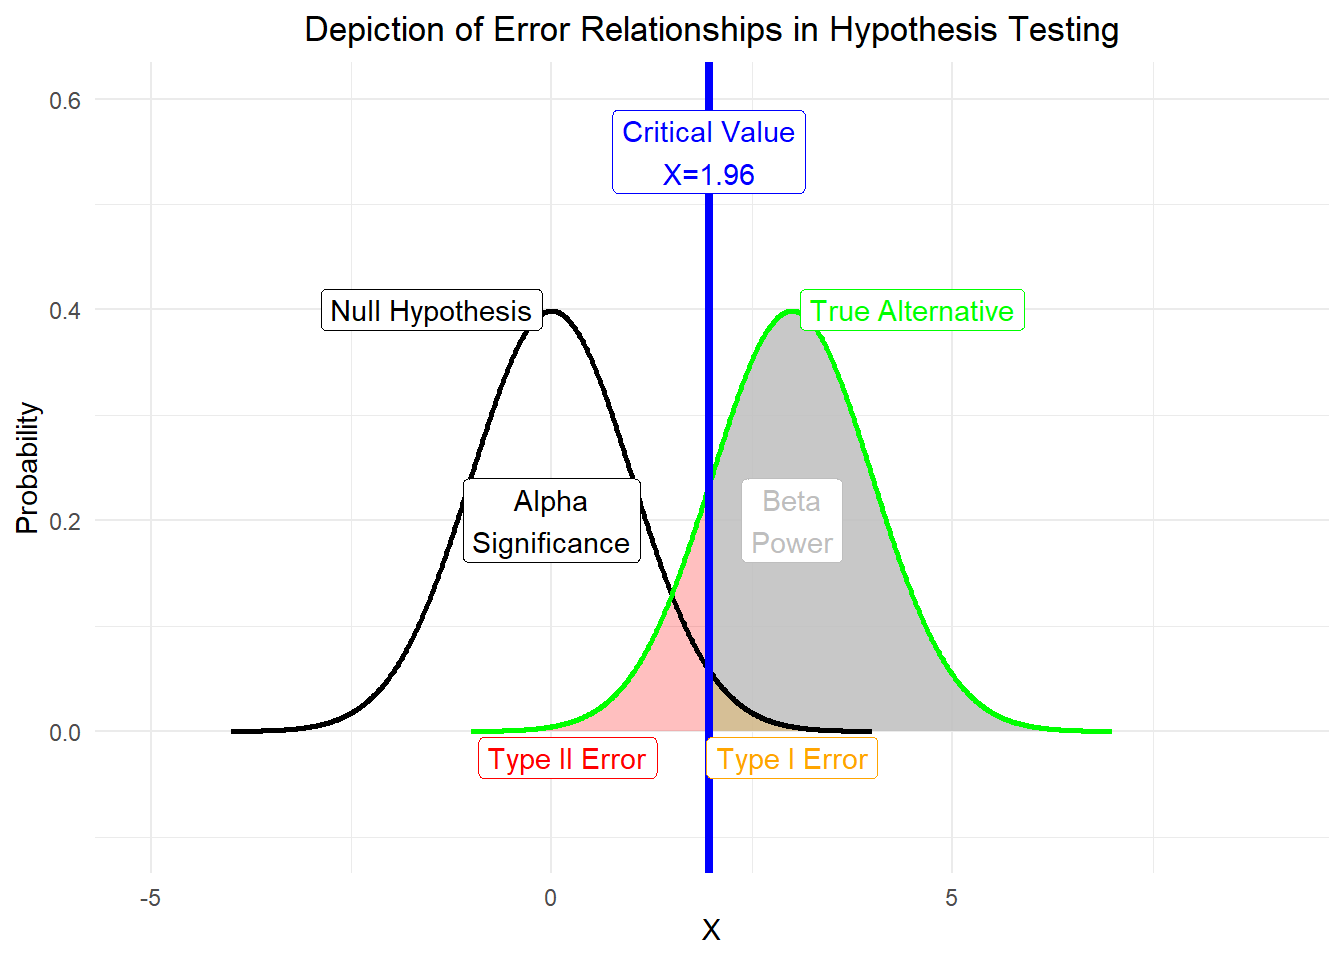 Depiction of Error Relationships in Hypothesis Testing
0.6
Critical Value
X=1.96
0.4
Null Hypothesis
True Alternative
Probability
0.2
Alpha
Significance
Beta
Power
0.0
Type II Error
Type I Error
-5
0
5
X